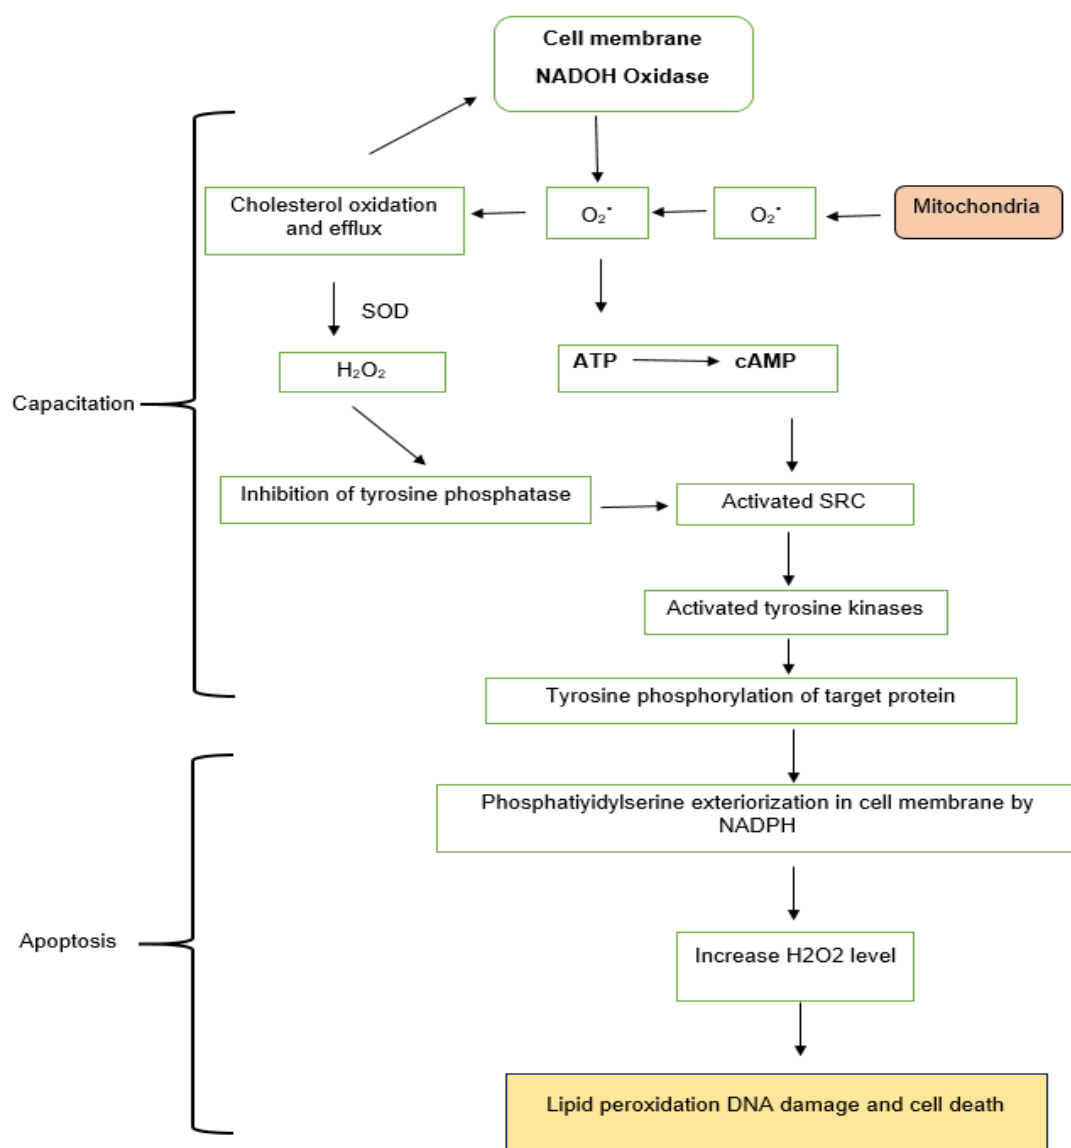 Cell membrane
NADOH Oxidase
Cholesterol oxidation
and efflux
O₂˙
O₂˙
Mitochondria
SOD
H₂O₂
ATP
cAMP
Capacitation
Inhibition of tyrosine phosphatase
Activated SRC
Activated tyrosine kinases
Tyrosine phosphorylation of target protein
Phosphatiyidylserine exteriorization in cell membrane by
NADPH
Apoptosis
Increase H2O2 level
Lipid peroxidation DNA damage and cell death